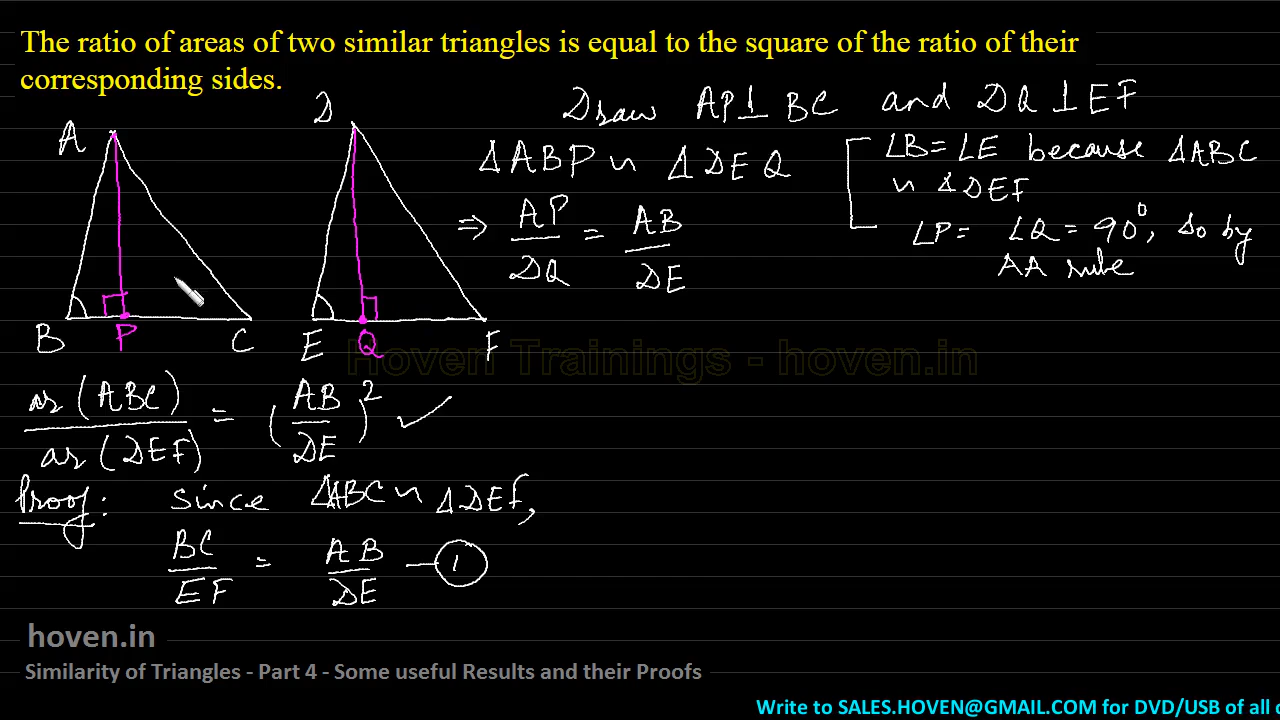 The ratio of areas of two similar triangles is equal to the square of the ratio of their
corresponding sides.
Draw AP⊥BC and DQ⊥EF
A
D
B
P
C
E
Q
F
ΔABP ~ ΔDEQ
⇒ AP/DQ = AB/DE
∠B = ∠E because ΔABC
~ ΔDEF
∠P = ∠Q = 90°, so by
AA rule
Hoven Trainings - hoven.in
ar (ABC)/ar (DEF) = (AB/DE)² ✓
Proof: Since ΔABC ~ ΔDEF,
BC/EF = AB/DE — ①
hoven.in
Similarity of Triangles - Part 4 - Some useful Results and their Proofs
Write to SALES.HOVEN@GMAIL.COM for DVD/USB of all c